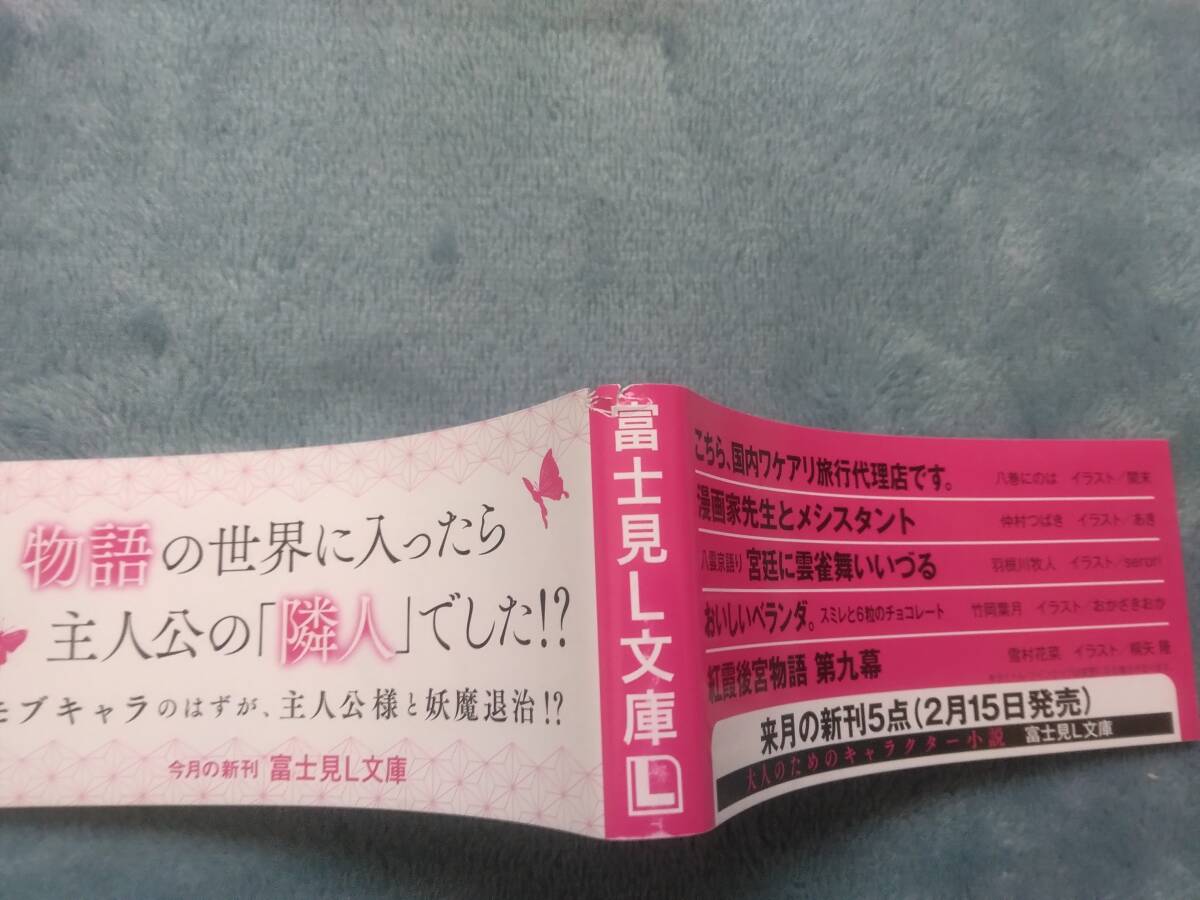 物語の世界に入ったら
主人公の「隣人」でした!?
モブキャラのはずが、主人公様と妖魔退治!?
今月の新刊 富士見L文庫
富士見L文庫
L
こちら、国内ワケアリ旅行代理店です。 八巻にのは イラスト/
漫画家先生とメシスタント 仲村つばき イラスト/あき
八雲京語り 宮廷に雲雀舞いいづる 羽根川牧人 イラスト/senori
おいしいベランダ。 スミレと6粒のチョコレート 竹岡葉月 イラスト/おかざきおか
紅霞後宮物語 第九幕 雪村花菜 イラスト/桐矢 隆
来月の新刊5点(2月15日発売)
大人のためのキャラクター小説 富士見L文庫